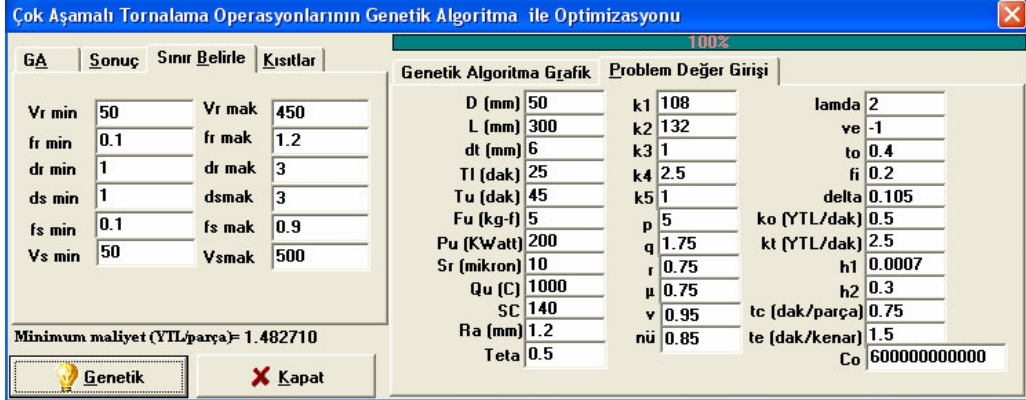 Çok Aşamalı Tornalama Operasyonlarının Genetik Algoritma ile Optimizasyonu
100%
GA Sonuç Sınır Belirle Kısıtlar
Vr min 50 Vr mak 450
fr min 0.1 fr mak 1.2
dr min 1 dr mak 3
ds min 1 dsmak 3
fs min 0.1 fs mak 0.9
Vs min 50 Vsmak 500
Minimum maliyet (YTL/parça)= 1.482710
Genetik Kapat
Genetik Algoritma Grafik Problem Değer Girişi
D (mm) 50
L (mm) 300
dt (mm) 6
Tl (dak) 25
Tu (dak) 45
Fu (kg-f) 5
Pu (KWatt) 200
Sr (mikron) 10
Qu (C) 1000
SC 140
Ra (mm) 1.2
Teta 0.5
k1 108
k2 132
k3 1
k4 2.5
k5 1
p 5
q 1.75
r 0.75
µ 0.75
v 0.95
nü 0.85
lamda 2
ve -1
to 0.4
fi 0.2
delta 0.105
ko (YTL/dak) 0.5
kt (YTL/dak) 2.5
h1 0.0007
h2 0.3
tc (dak/parça) 0.75
te (dak/kenar) 1.5
Co 600000000000